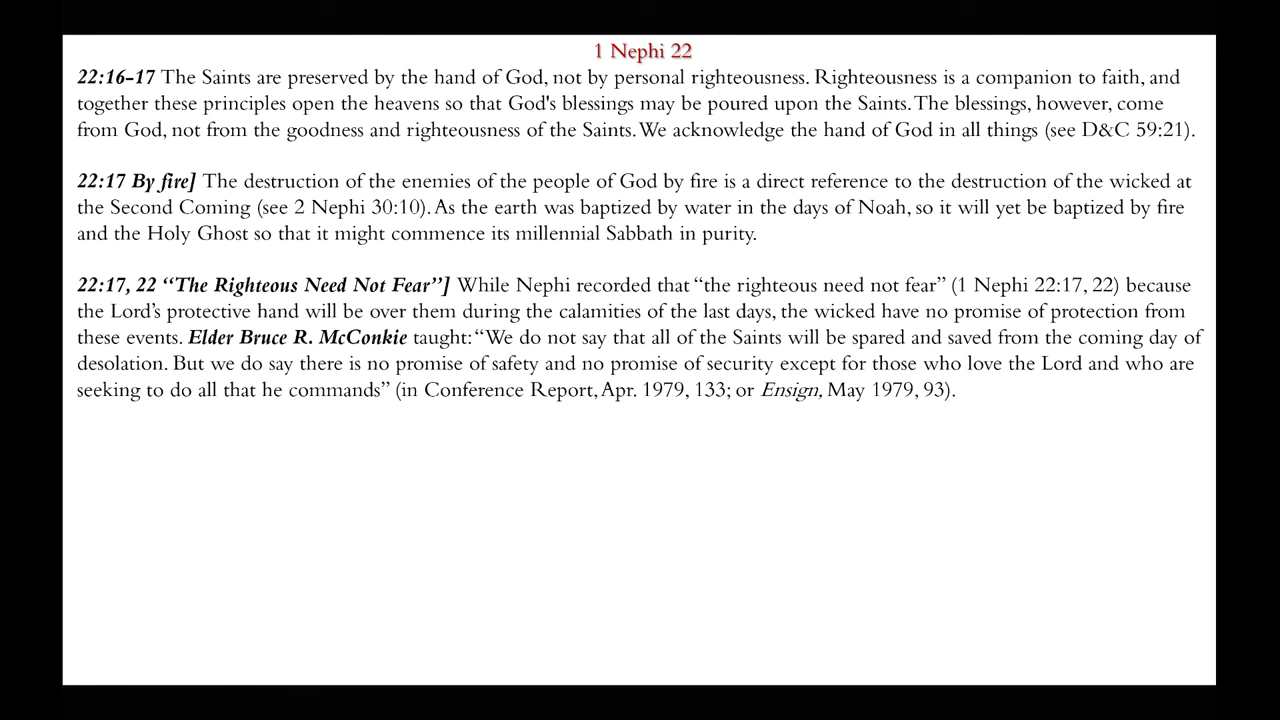 1 Nephi 22
22:16-17 The Saints are preserved by the hand of God, not by personal righteousness. Righteousness is a companion to faith, and
together these principles open the heavens so that God's blessings may be poured upon the Saints. The blessings, however, come
from God, not from the goodness and righteousness of the Saints. We acknowledge the hand of God in all things (see D&C 59:21).
22:17 By fire] The destruction of the enemies of the people of God by fire is a direct reference to the destruction of the wicked at
the Second Coming (see 2 Nephi 30:10). As the earth was baptized by water in the days of Noah, so it will yet be baptized by fire
and the Holy Ghost so that it might commence its millennial Sabbath in purity.
22:17, 22 “The Righteous Need Not Fear”] While Nephi recorded that “the righteous need not fear” (1 Nephi 22:17, 22) because
the Lord’s protective hand will be over them during the calamities of the last days, the wicked have no promise of protection from
these events. Elder Bruce R. McConkie taught: “We do not say that all of the Saints will be spared and saved from the coming day of
desolation. But we do say there is no promise of safety and no promise of security except for those who love the Lord and who are
seeking to do all that he commands” (in Conference Report, Apr. 1979, 133; or Ensign, May 1979, 93).